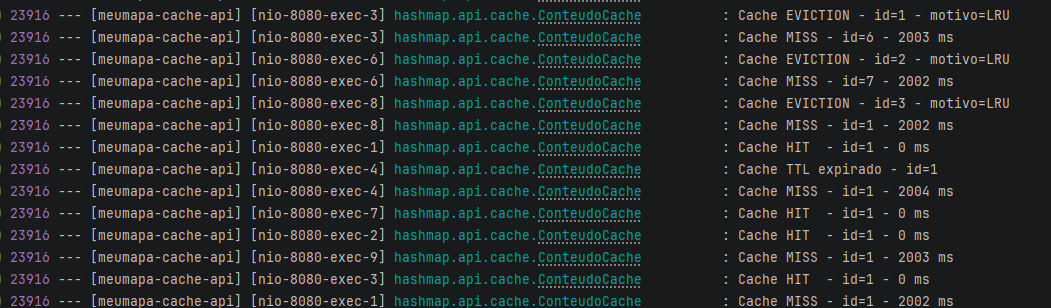 23916 --- [meumapa-cache-api] [nio-8080-exec-3] hashmap.api.cache.ConteudoCache : Cache EVICTION - id=1 - motivo=LRU
23916 --- [meumapa-cache-api] [nio-8080-exec-3] hashmap.api.cache.ConteudoCache : Cache MISS - id=6 - 2003 ms
23916 --- [meumapa-cache-api] [nio-8080-exec-6] hashmap.api.cache.ConteudoCache : Cache EVICTION - id=2 - motivo=LRU
23916 --- [meumapa-cache-api] [nio-8080-exec-6] hashmap.api.cache.ConteudoCache : Cache MISS - id=7 - 2002 ms
23916 --- [meumapa-cache-api] [nio-8080-exec-8] hashmap.api.cache.ConteudoCache : Cache EVICTION - id=3 - motivo=LRU
23916 --- [meumapa-cache-api] [nio-8080-exec-8] hashmap.api.cache.ConteudoCache : Cache MISS - id=1 - 2002 ms
23916 --- [meumapa-cache-api] [nio-8080-exec-1] hashmap.api.cache.ConteudoCache : Cache HIT  - id=1 - 0 ms
23916 --- [meumapa-cache-api] [nio-8080-exec-4] hashmap.api.cache.ConteudoCache : Cache TTL expirado - id=1
23916 --- [meumapa-cache-api] [nio-8080-exec-4] hashmap.api.cache.ConteudoCache : Cache MISS - id=1 - 2004 ms
23916 --- [meumapa-cache-api] [nio-8080-exec-7] hashmap.api.cache.ConteudoCache : Cache HIT  - id=1 - 0 ms
23916 --- [meumapa-cache-api] [nio-8080-exec-2] hashmap.api.cache.ConteudoCache : Cache HIT  - id=1 - 0 ms
23916 --- [meumapa-cache-api] [nio-8080-exec-9] hashmap.api.cache.ConteudoCache : Cache MISS - id=1 - 2003 ms
23916 --- [meumapa-cache-api] [nio-8080-exec-3] hashmap.api.cache.ConteudoCache : Cache HIT  - id=1 - 0 ms
23916 --- [meumapa-cache-api] [nio-8080-exec-1] hashmap.api.cache.ConteudoCache : Cache MISS - id=1 - 2002 ms